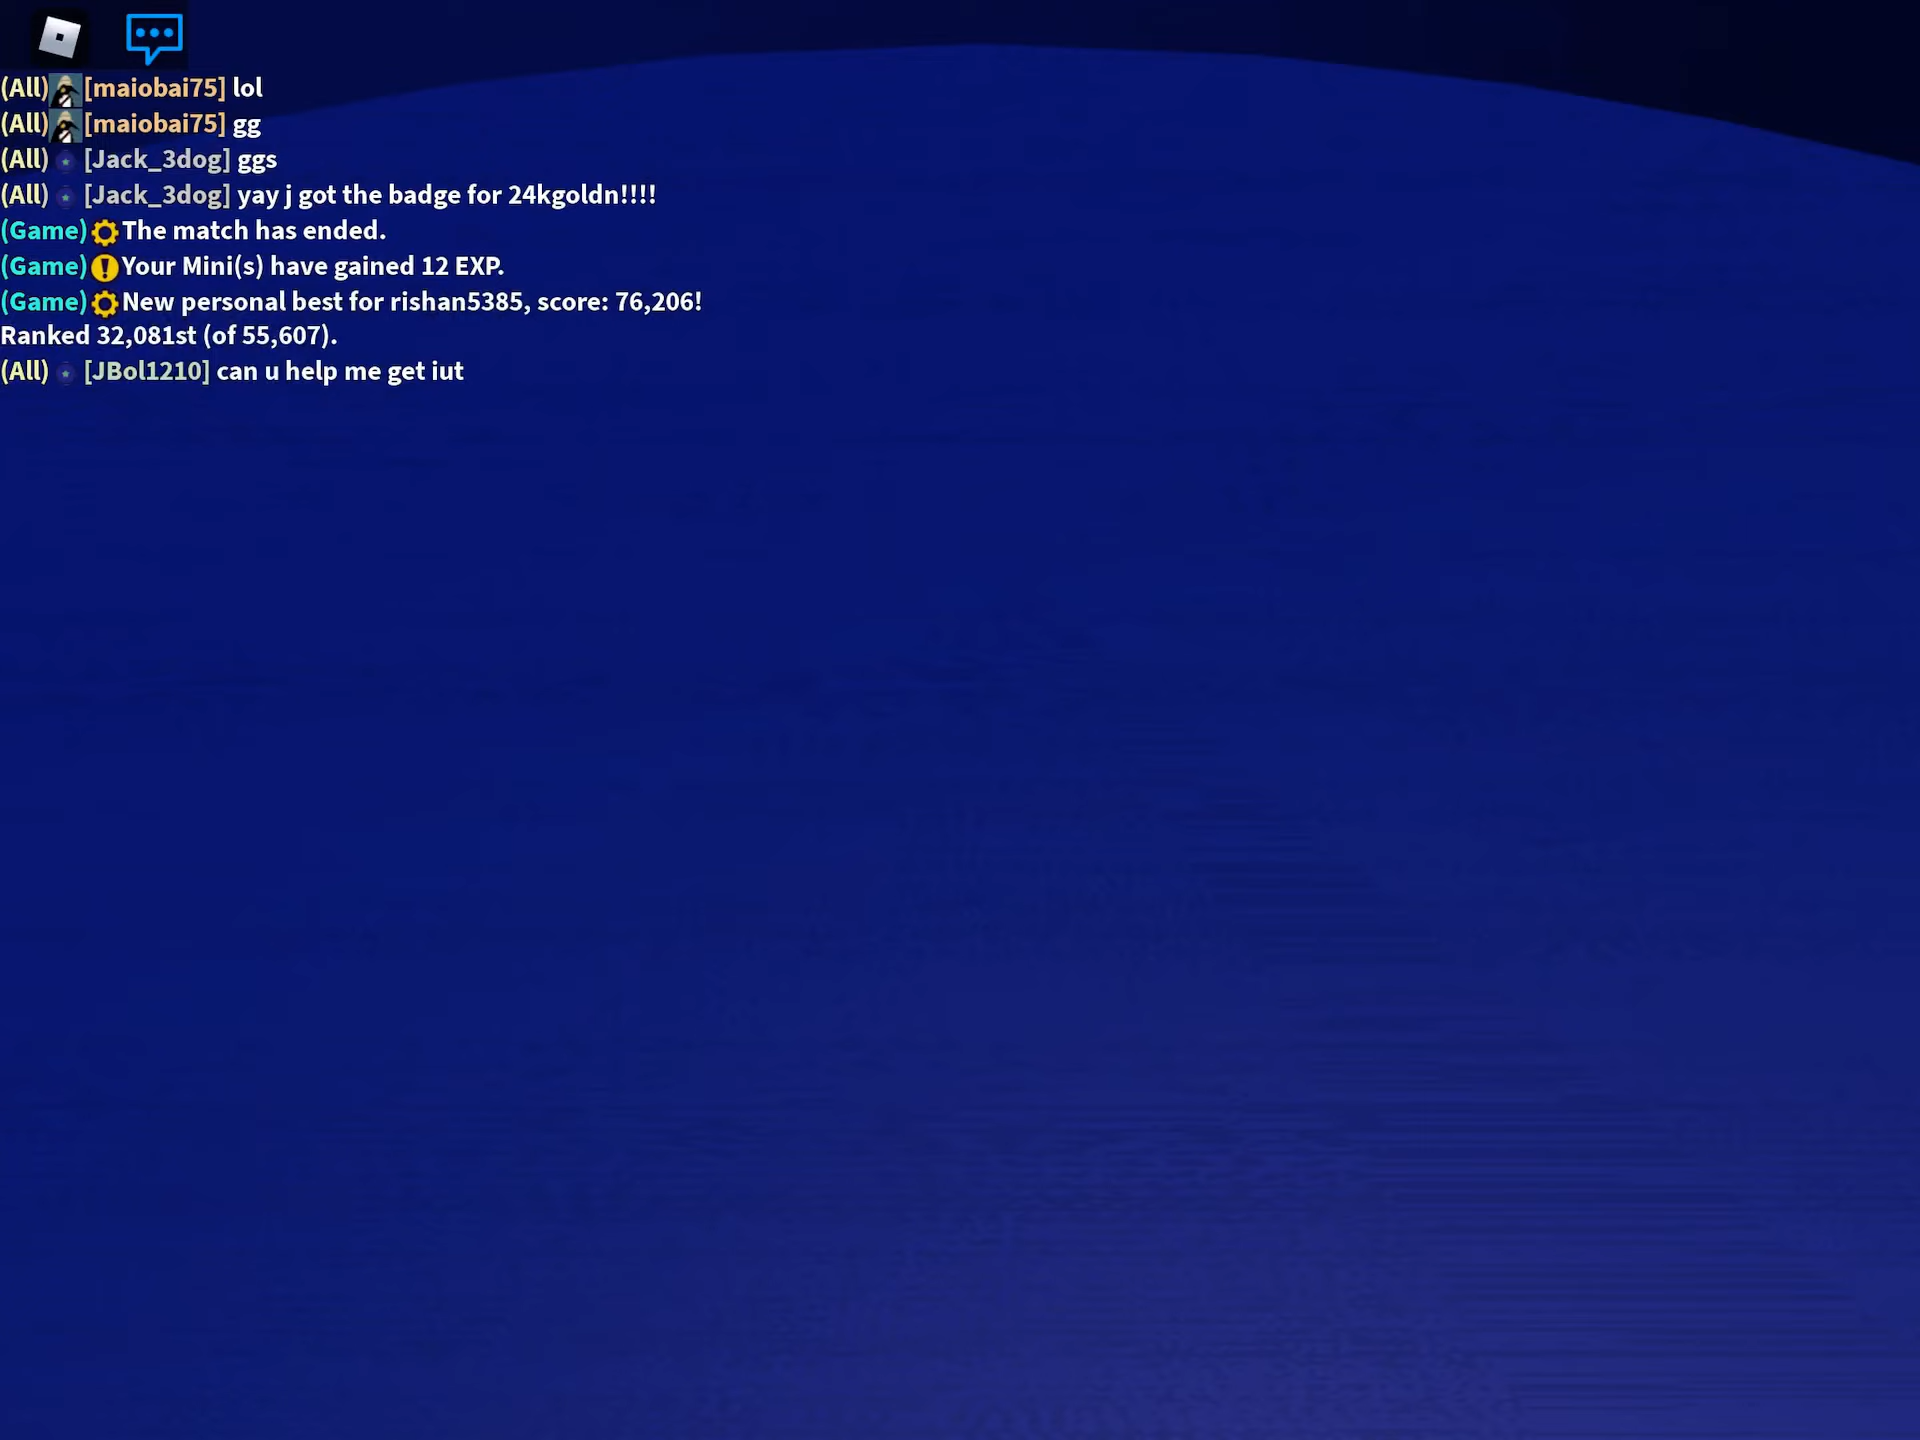 (All) [maiobai75] lol
(All) [maiobai75] gg
(All) [Jack_3dog] ggs
(All) [Jack_3dog] yay j got the badge for 24kgoldn!!!!
(Game) The match has ended.
(Game) Your Mini(s) have gained 12 EXP.
(Game) New personal best for rishan5385, score: 76,206!
Ranked 32,081st (of 55,607).
(All) [JBol1210] can u help me get iut